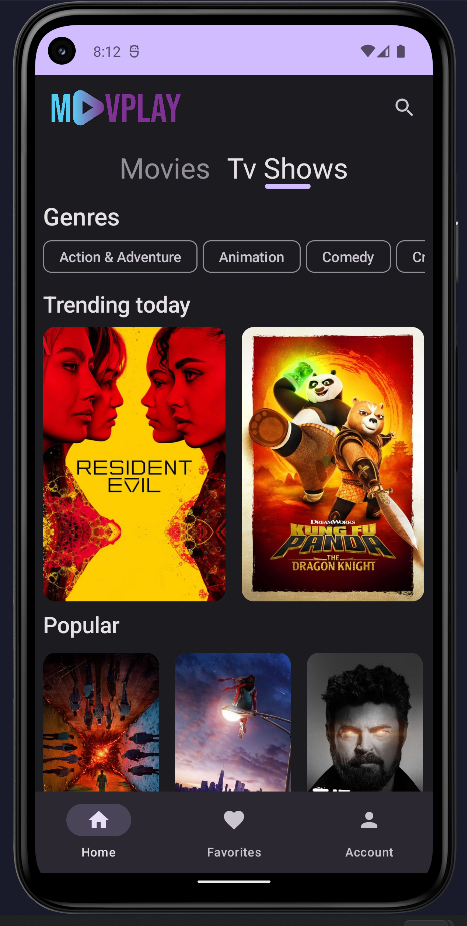 8:12
MOVPLAY
Movies Tv Shows
Genres
Action & Adventure Animation Comedy Cr
Trending today
RESIDENT
EVIL
DREAMWORKS
KUNG FU
PANDA
THE
DRAGON KNIGHT
Popular
Home Favorites Account